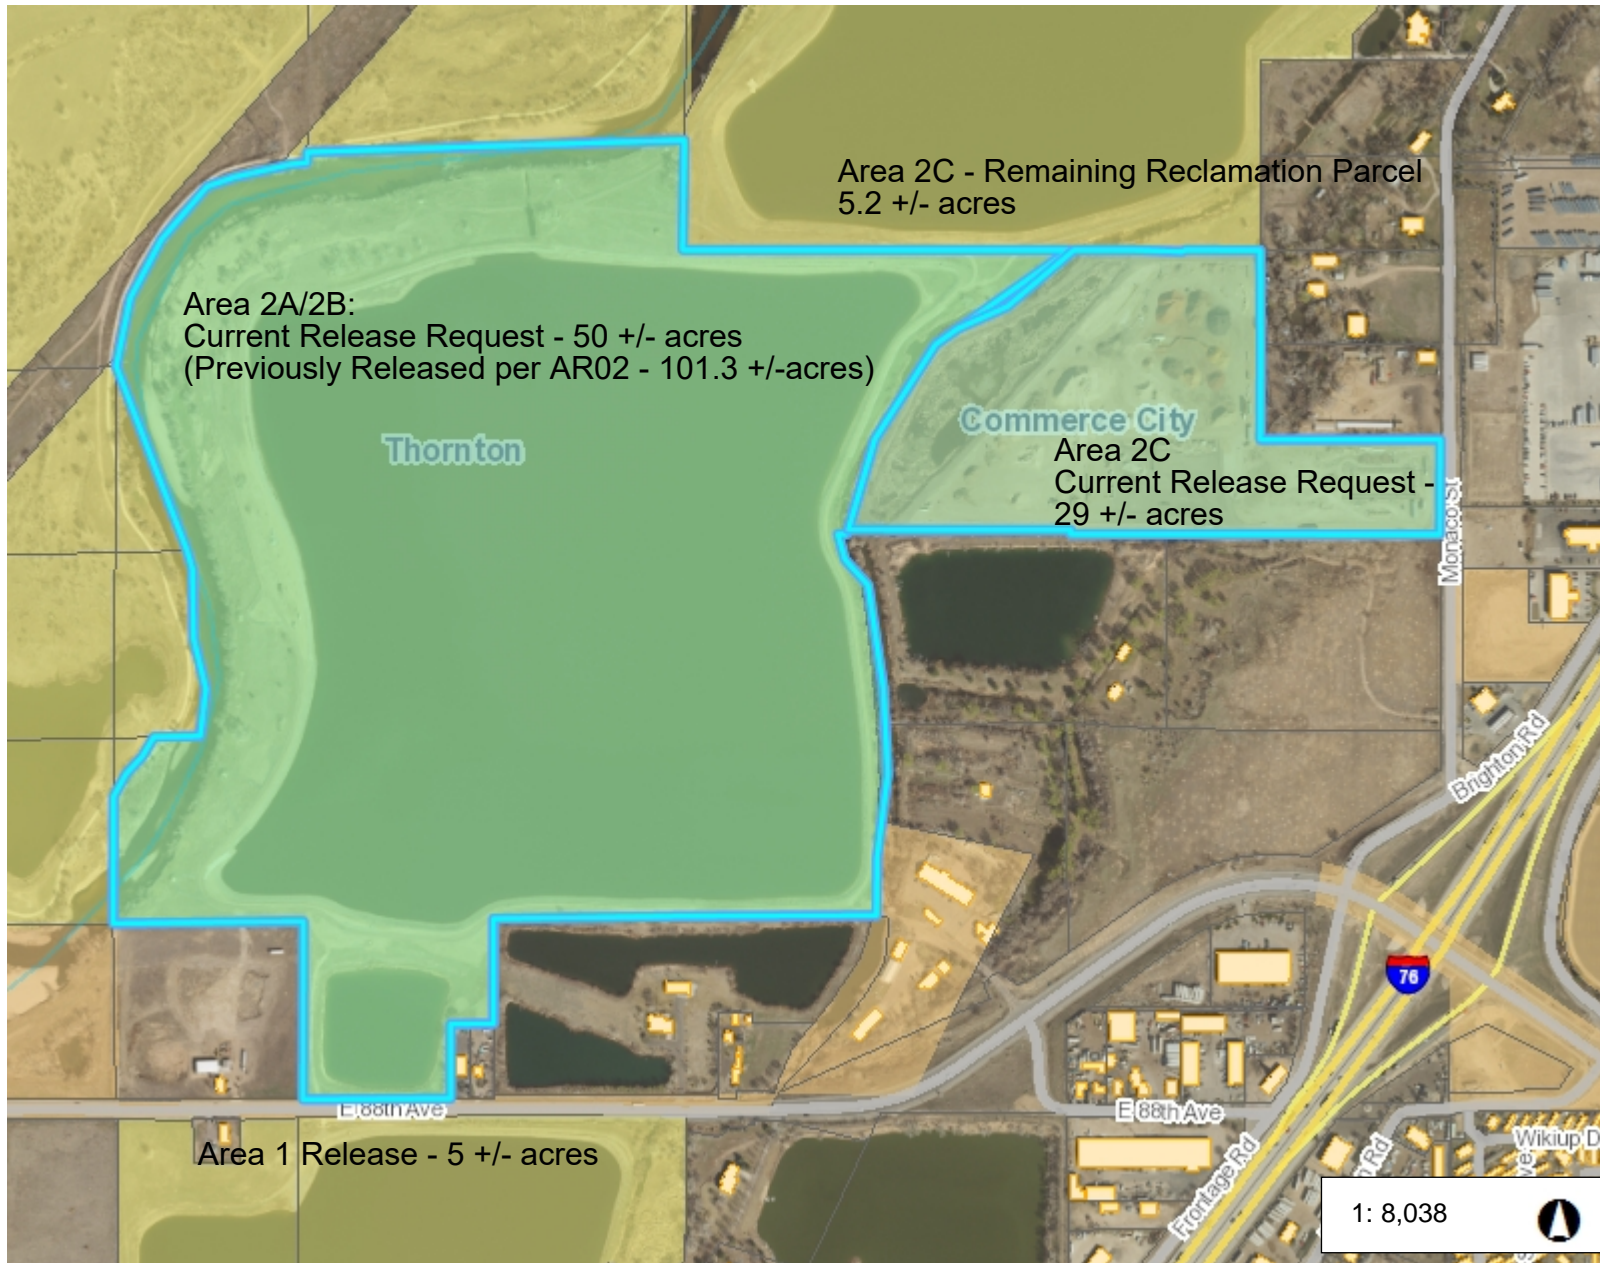 Area 2C - Remaining Reclamation Parcel
5.2 +/- acres
Area 2A/2B:
Current Release Request - 50 +/- acres
(Previously Released per AR02 - 101.3 +/-acres)
Thornton
Commerce City
Area 2C
Current Release Request -
29 +/- acres
Monaco St
Brighton Rd
76
E 88th Ave
E 88th Ave
Area 1 Release - 5 +/- acres
Frontage Rd
Rd
Wikiup D
1: 8,038